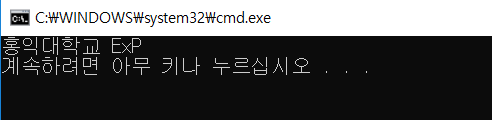 C:₩WINDOWS₩system32₩cmd.exe
홍익대학교 ExP
계속하려면 아무 키나 누르십시오 . . .